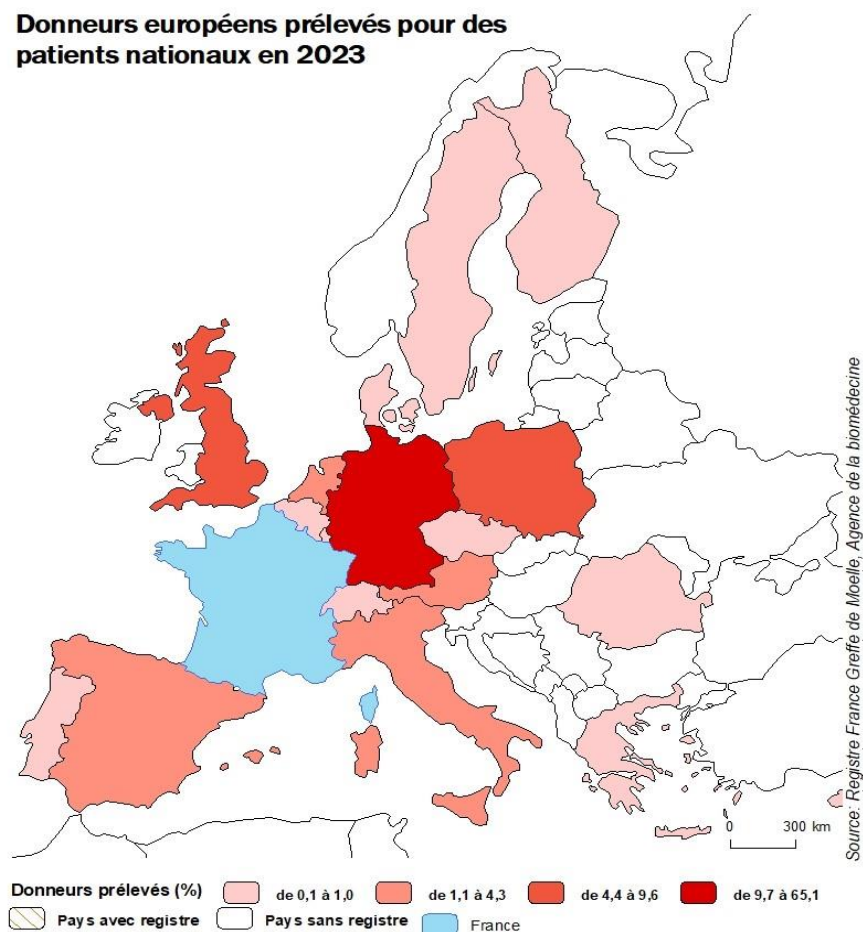 Donneurs européens prélevés pour des
patients nationaux en 2023
Source: Registre France Greffe de Moelle, Agence de la biomédecine
0 300 km
Donneurs prélevés (%) de 0,1 à 1,0 de 1,1 à 4,3 de 4,4 à 9,6 de 9,7 à 65,1
Pays avec registre Pays sans registre France